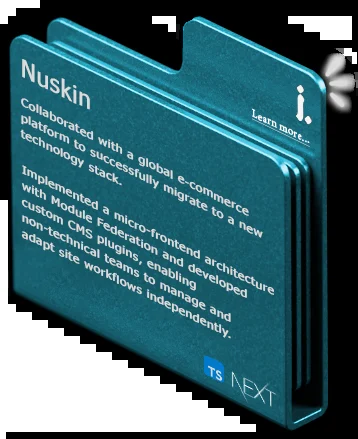 i.
Learn more...
Nuskin
Collaborated with a global e-commerce
platform to successfully migrate to a new
technology stack.
Implemented a micro-frontend architecture
with Module Federation and developed
custom CMS plugins, enabling
non-technical teams to manage and
adapt site workflows independently.
TS NEXT